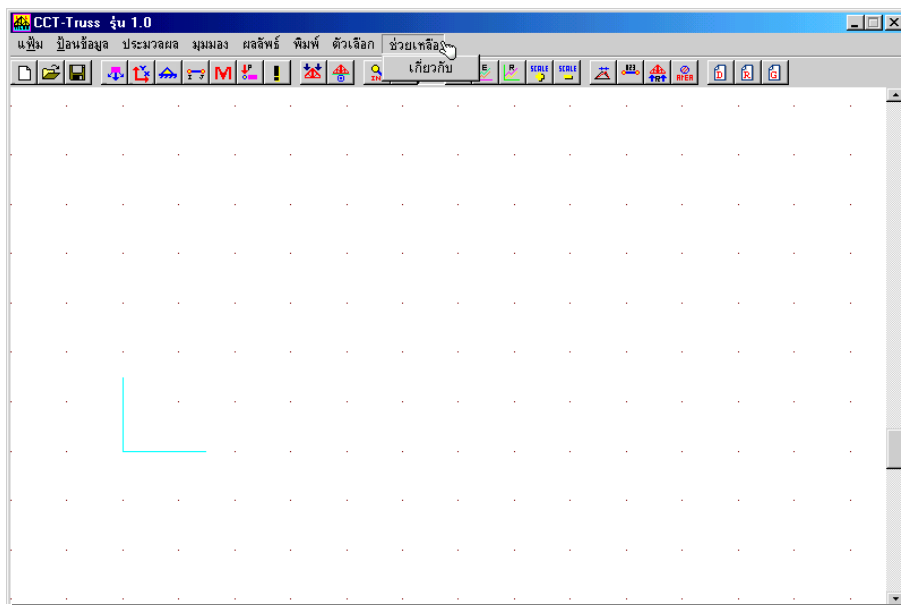 CCT-Truss รุ่น 1.0
แฟ้ม ป้อนข้อมูล ประมวลผล มุมมอง ผลลัพธ์ พิมพ์ ตัวเลือก ช่วยเหลือ
เกี่ยวกับ
E R SCALE SCALE 123 AREA D R G